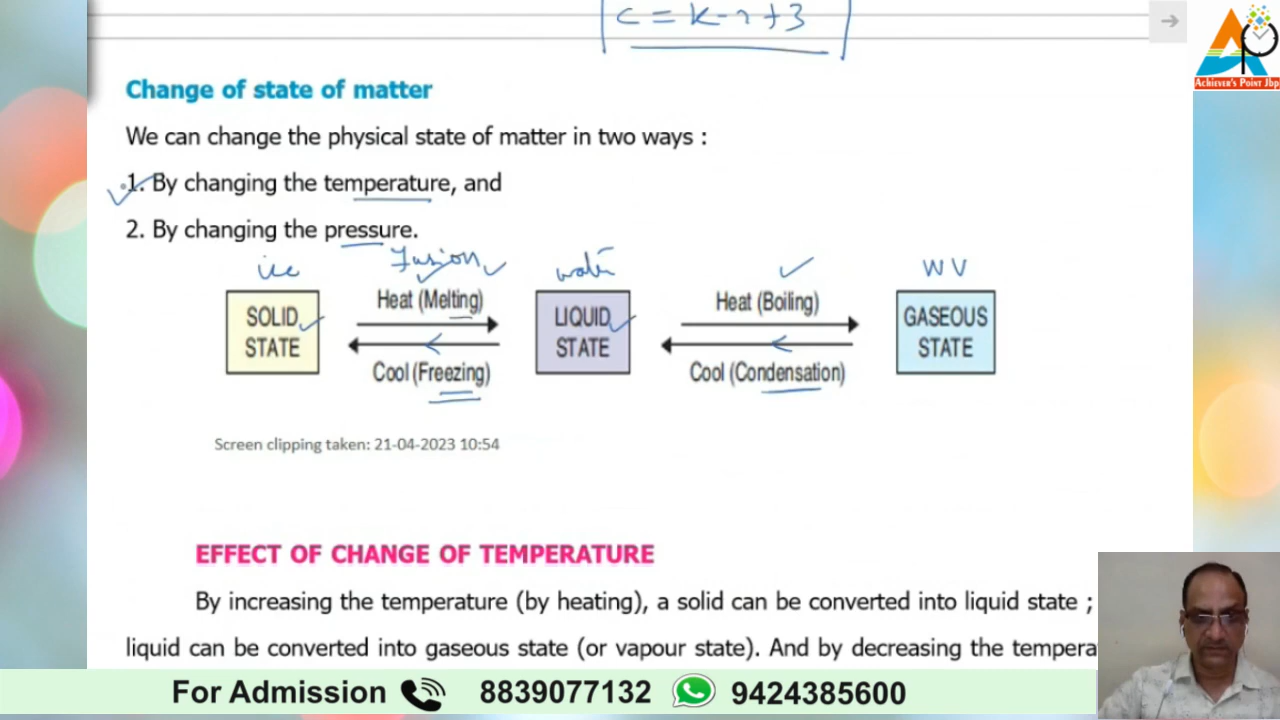 C = K - 273
ACHIEVER'S POINT JBP
Change of state of matter
We can change the physical state of matter in two ways :
1. By changing the temperature, and
2. By changing the pressure.
ice
Fusion
water
W V
SOLID
STATE
Heat (Melting)
Cool (Freezing)
LIQUID
STATE
Heat (Boiling)
Cool (Condensation)
GASEOUS
STATE
Screen clipping taken: 21-04-2023 10:54
EFFECT OF CHANGE OF TEMPERATURE
By increasing the temperature (by heating), a solid can be converted into liquid state ;
liquid can be converted into gaseous state (or vapour state). And by decreasing the tempera
For Admission 8839077132 9424385600